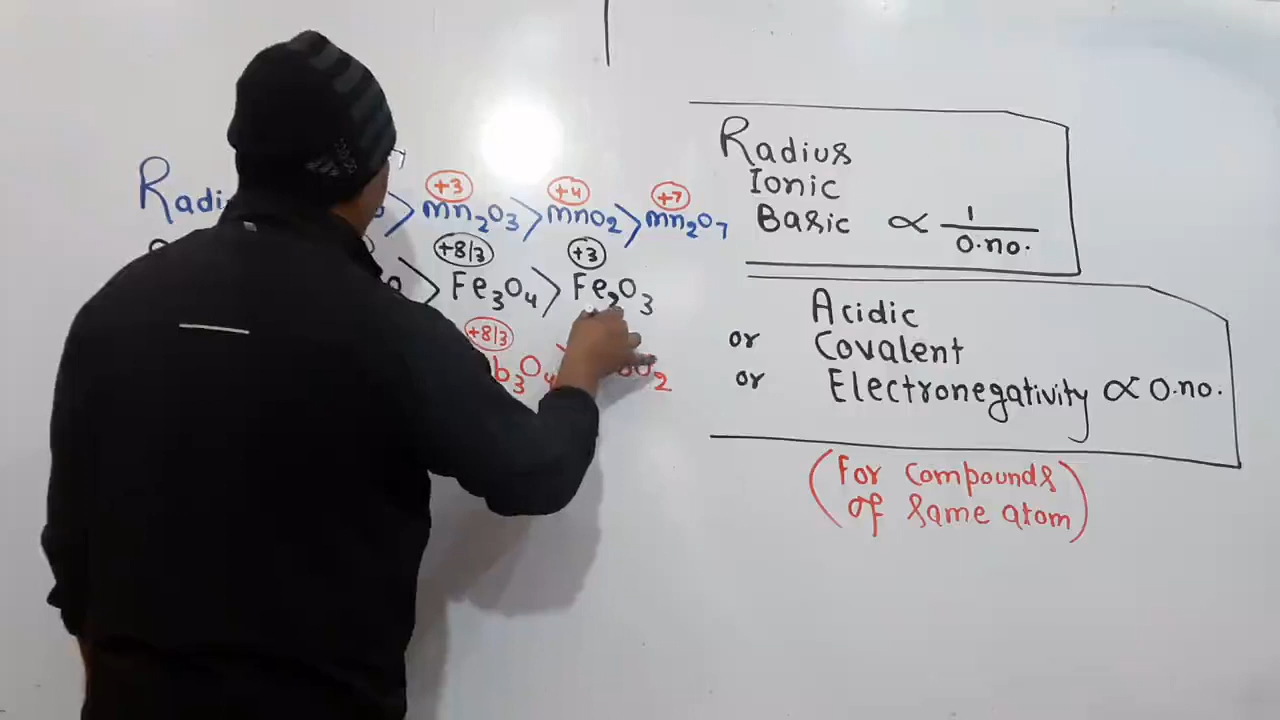 +3 +4 +7
Radi > mn₂O₃ > mnO₂ > mn₂O₇
+8/3 +3
> Fe₃O₄ > Fe₂O₃
+8/3
b₃O₄ O₂
Radius
Ionic
Basic ∝ 1/O.no.
Acidic
or Covalent
or Electronegativity ∝ O.no.
(For Compounds
of same atom)